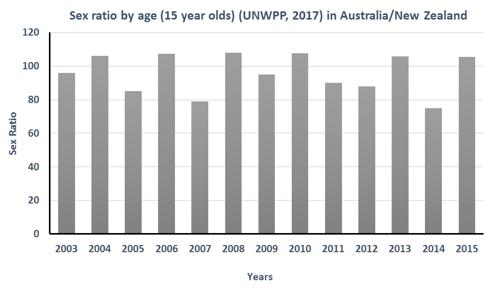 Sex ratio by age (15 year olds) (UNWPP, 2017) in Australia/New Zealand
120
100
80
60
40
20
0
Sex Ratio
2003 2004 2005 2006 2007 2008 2009 2010 2011 2012 2013 2014 2015
Years